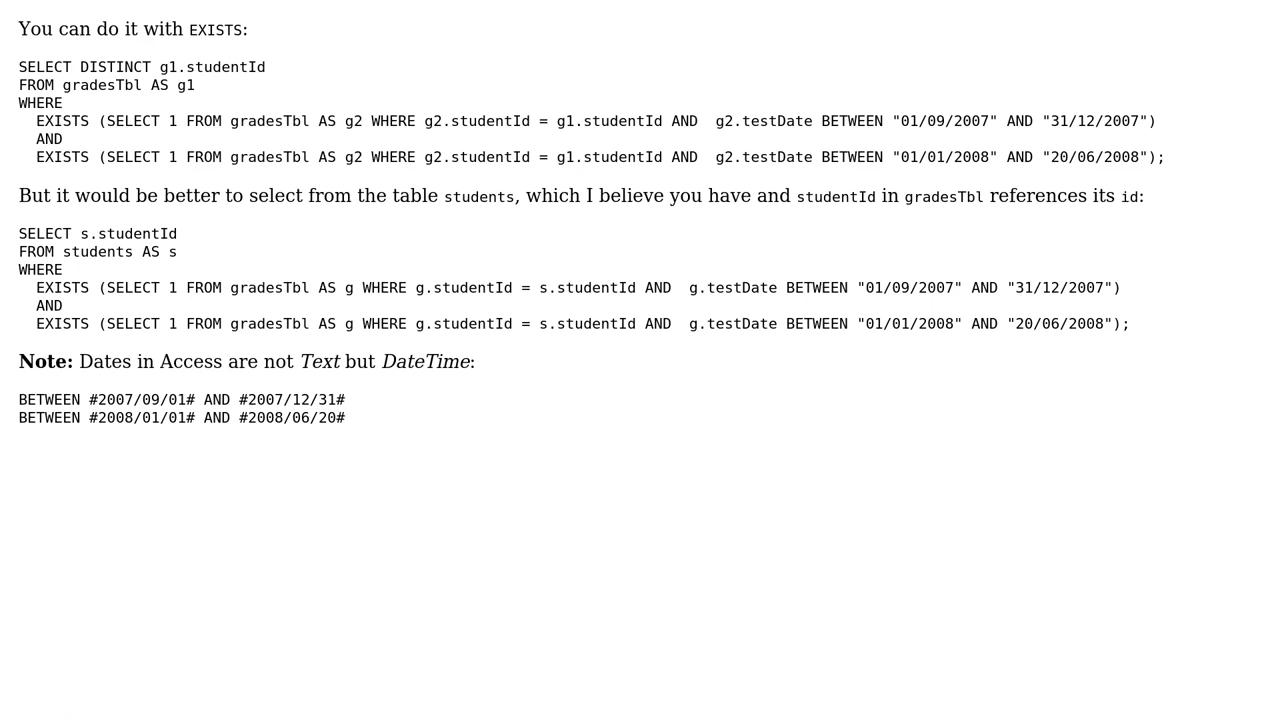 You can do it with EXISTS:
SELECT DISTINCT g1.studentId
FROM gradesTbl AS g1
WHERE
  EXISTS (SELECT 1 FROM gradesTbl AS g2 WHERE g2.studentId = g1.studentId AND  g2.testDate BETWEEN "01/09/2007" AND "31/12/2007")
  AND
  EXISTS (SELECT 1 FROM gradesTbl AS g2 WHERE g2.studentId = g1.studentId AND  g2.testDate BETWEEN "01/01/2008" AND "20/06/2008");
But it would be better to select from the table students, which I believe you have and studentId in gradesTbl references its id:
SELECT s.studentId
FROM students AS s
WHERE
  EXISTS (SELECT 1 FROM gradesTbl AS g WHERE g.studentId = s.studentId AND  g.testDate BETWEEN "01/09/2007" AND "31/12/2007")
  AND
  EXISTS (SELECT 1 FROM gradesTbl AS g WHERE g.studentId = s.studentId AND  g.testDate BETWEEN "01/01/2008" AND "20/06/2008");
Note: Dates in Access are not Text but DateTime:
BETWEEN #2007/09/01# AND #2007/12/31#
BETWEEN #2008/01/01# AND #2008/06/20#